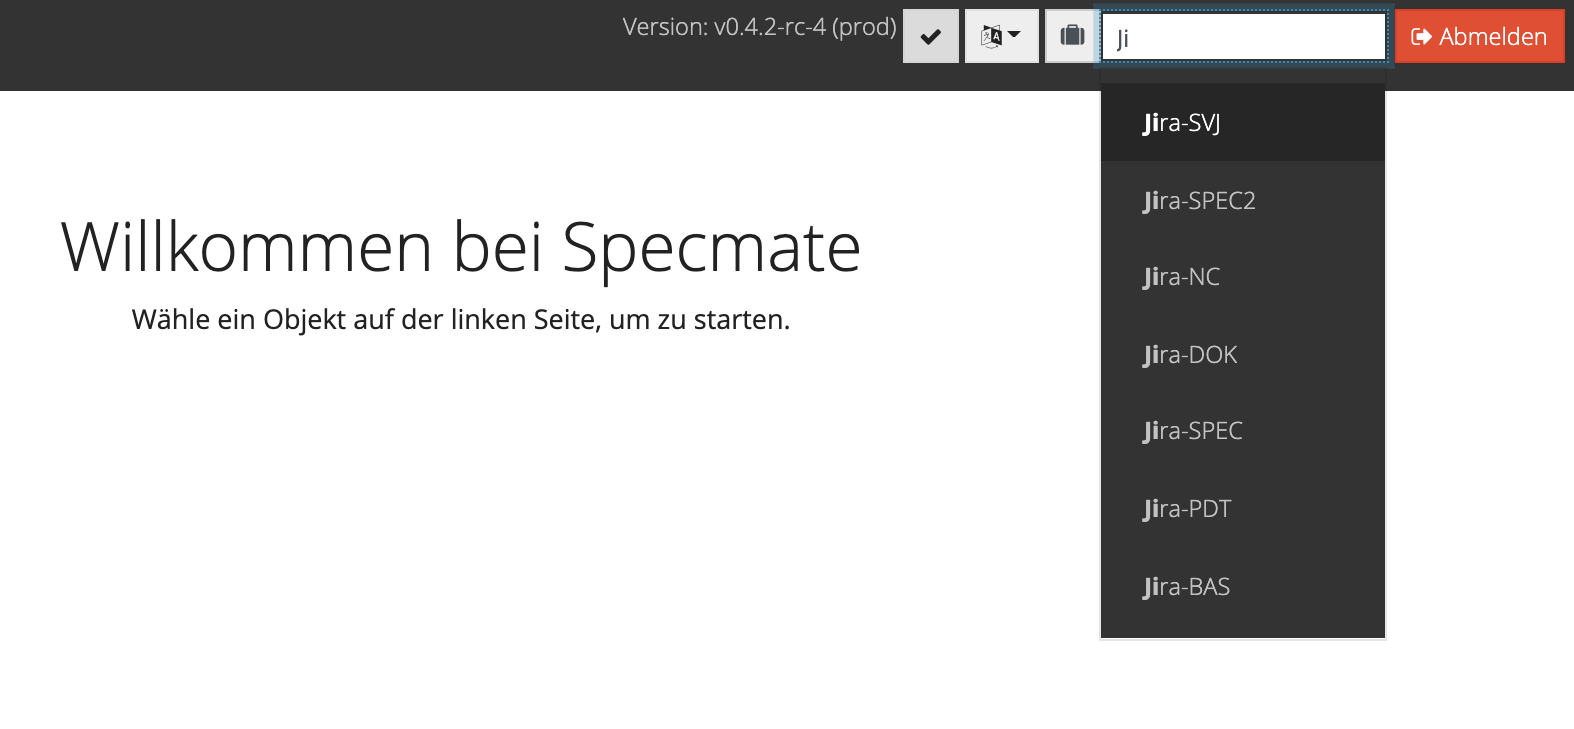 Version: v0.4.2-rc-4 (prod)
Ji
Abmelden
Jira-SVJ
Jira-SPEC2
Jira-NC
Jira-DOK
Jira-SPEC
Jira-PDT
Jira-BAS
Willkommen bei Specmate
Wähle ein Objekt auf der linken Seite, um zu starten.